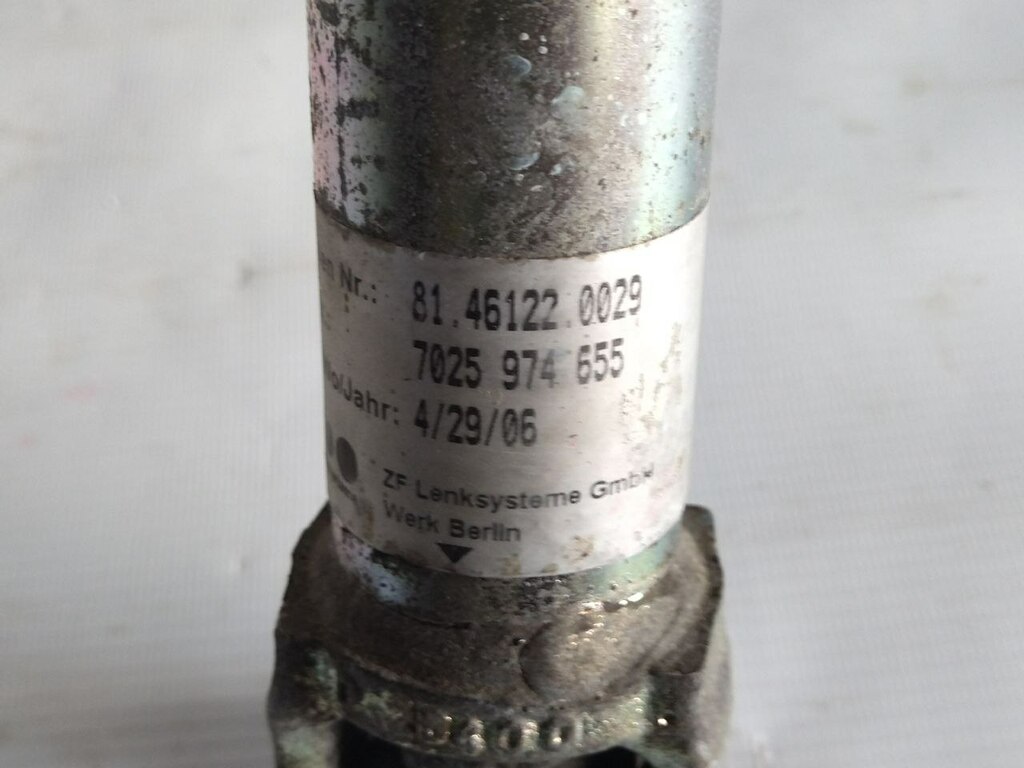 Nr.: 81.46122.0029
7025 974 655
/Jahr: 4/29/06
ZF Lenksysteme GmbH
Werk Berlin